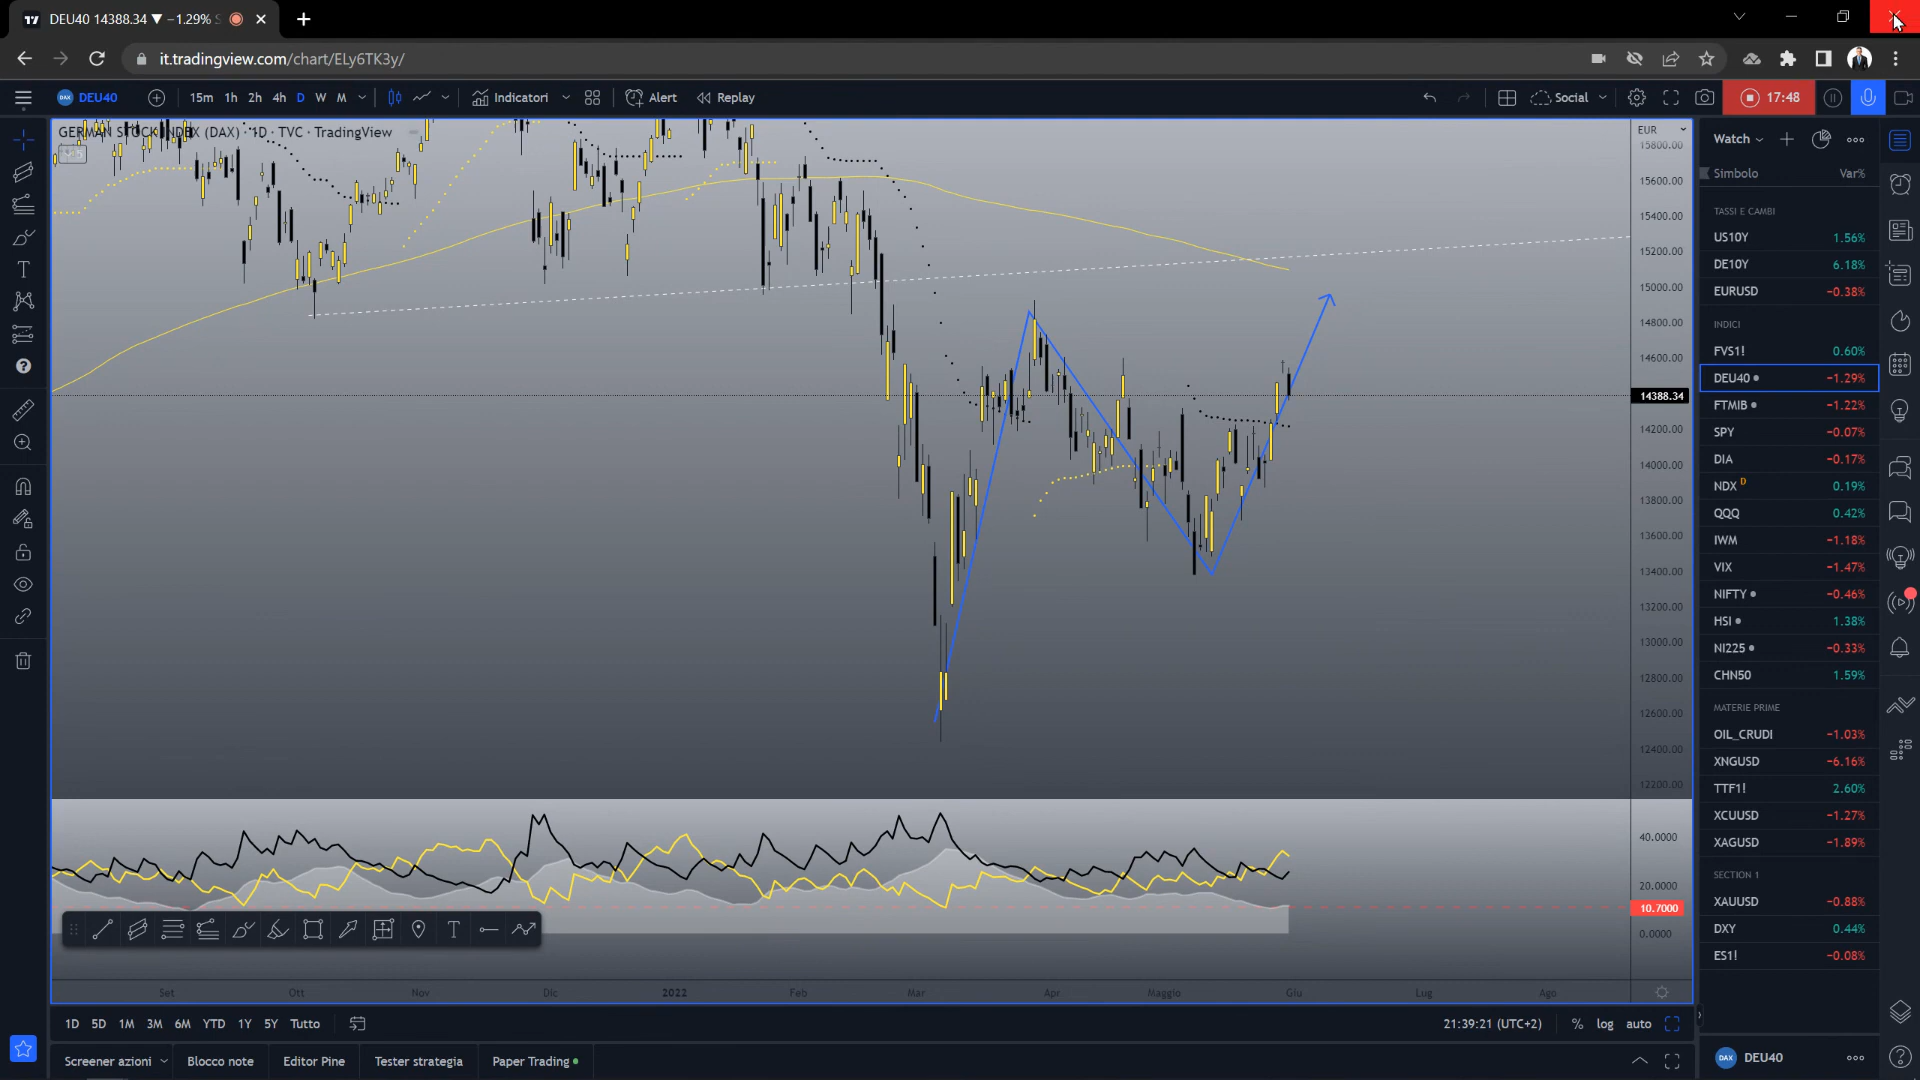 DEU40 14388.34 ▼ −1.29%
it.tradingview.com/chart/ELy6TK3y/
DEU40 15m 1h 2h 4h D W M Indicatori Alert Replay Social 17:48
GERMAN STOCK INDEX (DAX) · 1D · TVC · TradingView
EUR
15800.00
15600.00
15400.00
15200.00
15000.00
14800.00
14600.00
14388.34
14200.00
14000.00
13800.00
13600.00
13400.00
13200.00
13000.00
12800.00
12600.00
12400.00
12200.00
40.0000
20.0000
10.7000
0.0000
Set Ott Nov Dic 2022 Feb Mar Apr Maggio Giu Lug Ago
1D 5D 1M 3M 6M YTD 1Y 5Y Tutto 21:39:21 (UTC+2) % log auto
Screener azioni Blocco note Editor Pine Tester strategia Paper Trading
Watch
Simbolo Var%
TASSI E CAMBI
US10Y 1.56%
DE10Y 6.18%
EURUSD −0.38%
INDICI
FVS1! 0.60%
DEU40 −1.29%
FTMIB −1.22%
SPY −0.07%
DIA −0.17%
NDX D 0.19%
QQQ 0.42%
IWM −1.18%
VIX −1.47%
NIFTY −0.46%
HSI 1.38%
NI225 −0.33%
CHN50 1.59%
MATERIE PRIME
OIL_CRUDI −1.03%
XNGUSD −6.16%
TTF1! 2.60%
XCUUSD −1.27%
XAGUSD −1.89%
SECTION 1
XAUUSD −0.88%
DXY 0.44%
ES1! −0.08%
DAX DEU40